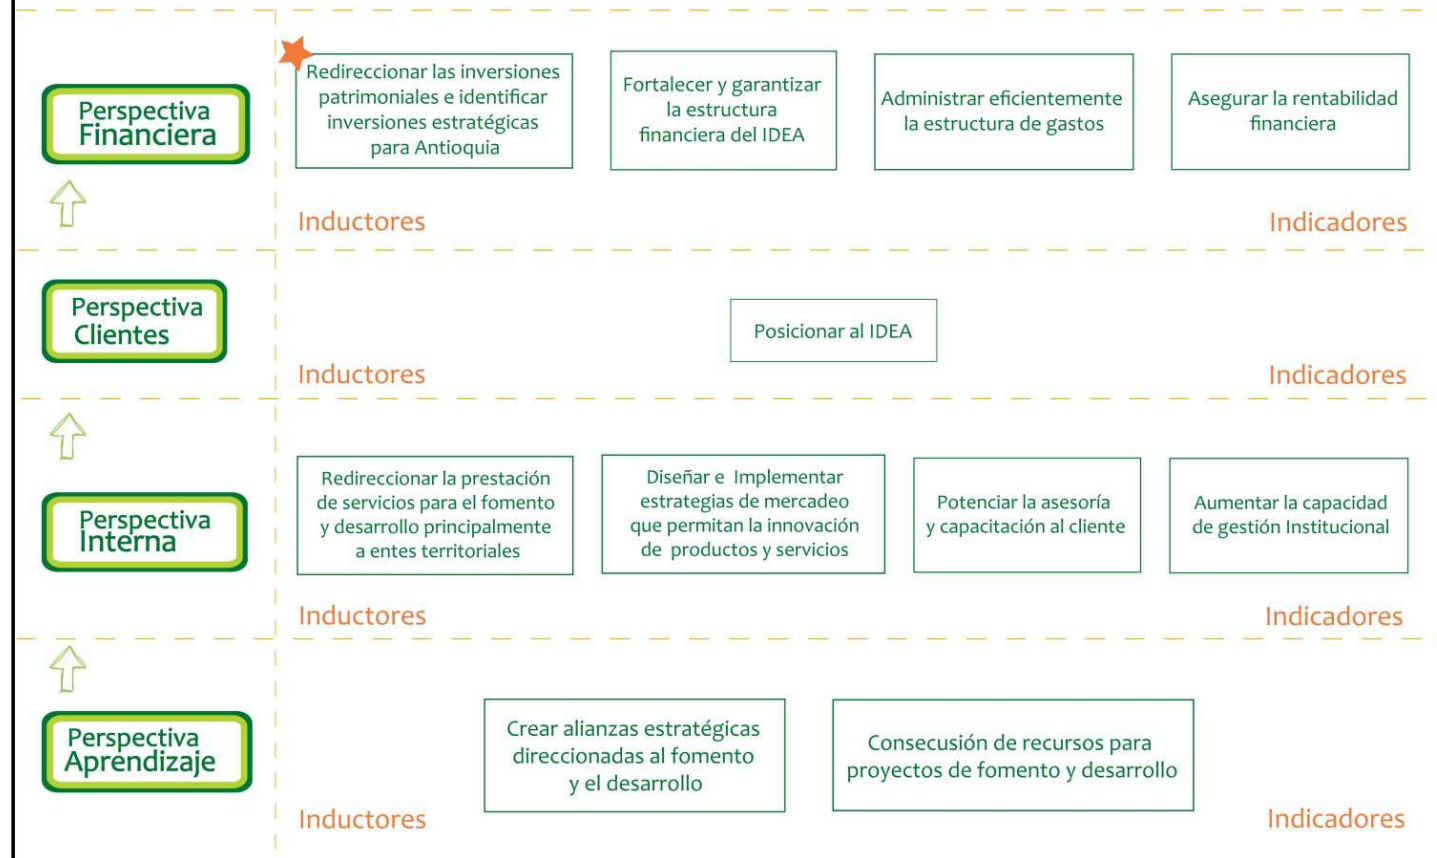 Perspectiva
Financiera
Redireccionar las inversiones
patrimoniales e identificar
inversiones estratégicas
para Antioquia
Fortalecer y garantizar
la estructura
financiera del IDEA
Administrar eficientemente
la estructura de gastos
Asegurar la rentabilidad
financiera
Inductores
Indicadores
Perspectiva
Clientes
Posicionar al IDEA
Inductores
Indicadores
Perspectiva
Interna
Redireccionar la prestación
de servicios para el fomento
y desarrollo principalmente
a entes territoriales
Diseñar e Implementar
estrategias de mercadeo
que permitan la innovación
de productos y servicios
Potenciar la asesoría
y capacitación al cliente
Aumentar la capacidad
de gestión Institucional
Inductores
Indicadores
Perspectiva
Aprendizaje
Crear alianzas estratégicas
direccionadas al fomento
y el desarrollo
Consecusión de recursos para
proyectos de fomento y desarrollo
Inductores
Indicadores